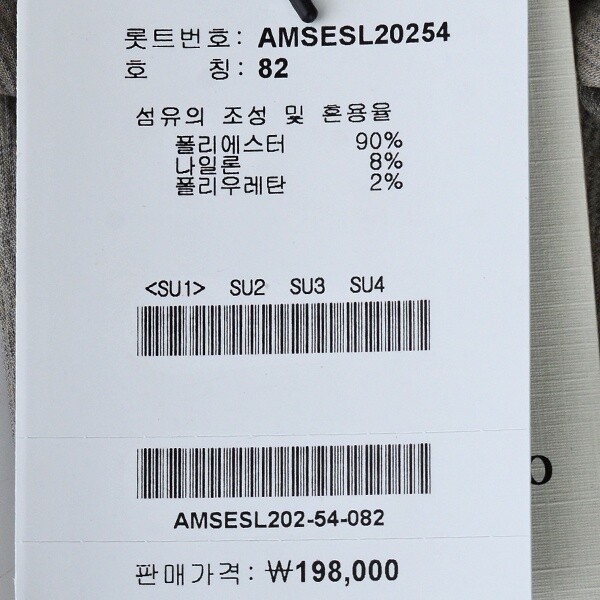 롯트번호: AMSESL20254
호 칭: 82
섬유의 조성 및 혼용율
폴리에스터 90%
나일론 8%
폴리우레탄 2%
<SU1> SU2 SU3 SU4
AMSESL202-54-082
판매가격: ₩198,000